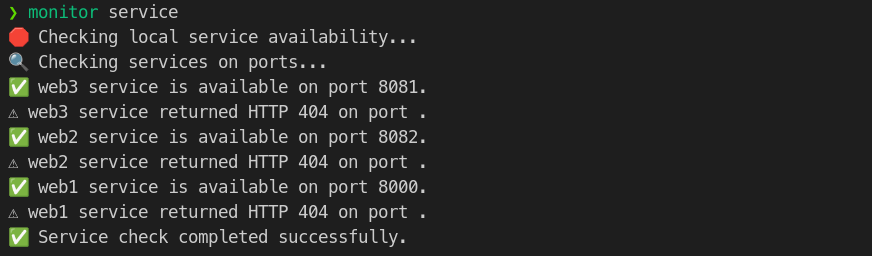 ❯ monitor service
🛑 Checking local service availability...
🔍 Checking services on ports...
✅ web3 service is available on port 8081.
⚠ web3 service returned HTTP 404 on port .
✅ web2 service is available on port 8082.
⚠ web2 service returned HTTP 404 on port .
✅ web1 service is available on port 8000.
⚠ web1 service returned HTTP 404 on port .
✅ Service check completed successfully.